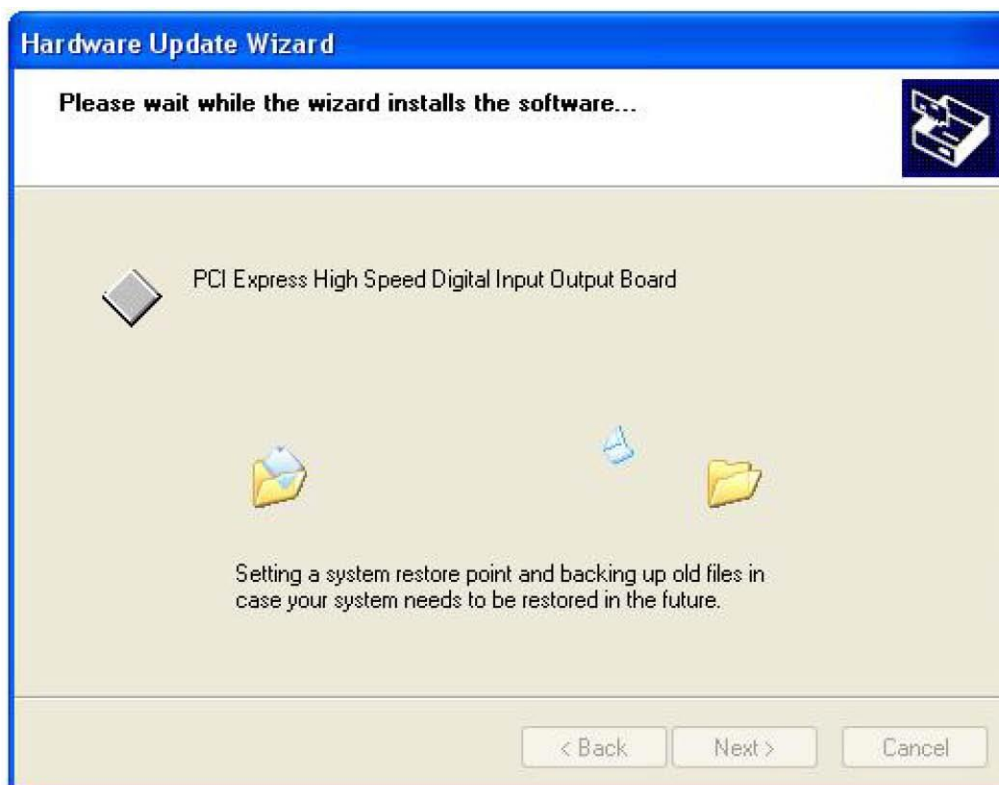 Hardware Update Wizard
Please wait while the wizard installs the software...
PCI Express High Speed Digital Input Output Board
Setting a system restore point and backing up old files in
case your system needs to be restored in the future.
< Back
Next >
Cancel